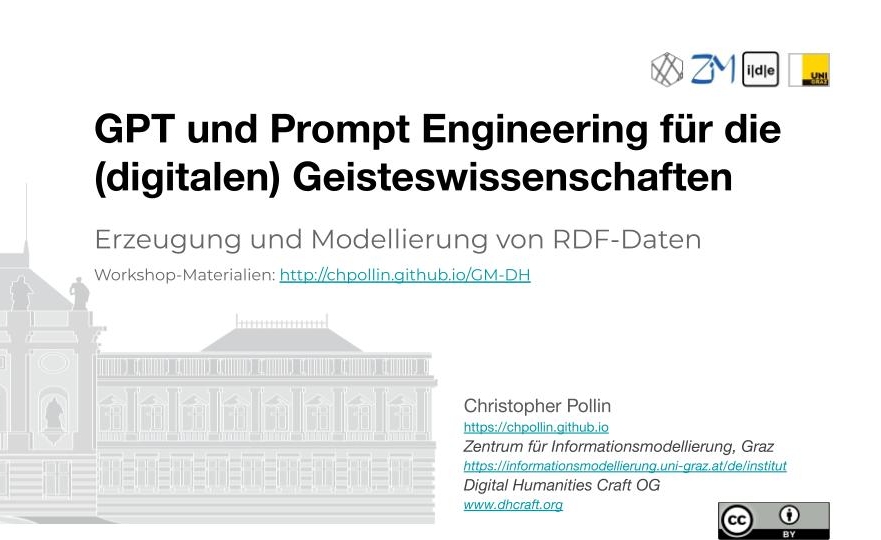 ZiM
i|d|e
UNI
GRAZ
GPT und Prompt Engineering für die
(digitalen) Geisteswissenschaften
Erzeugung und Modellierung von RDF-Daten
Workshop-Materialien: http://chpollin.github.io/GM-DH
Christopher Pollin
https://chpollin.github.io
Zentrum für Informationsmodellierung, Graz
https://informationsmodellierung.uni-graz.at/de/institut
Digital Humanities Craft OG
www.dhcraft.org
cc
BY